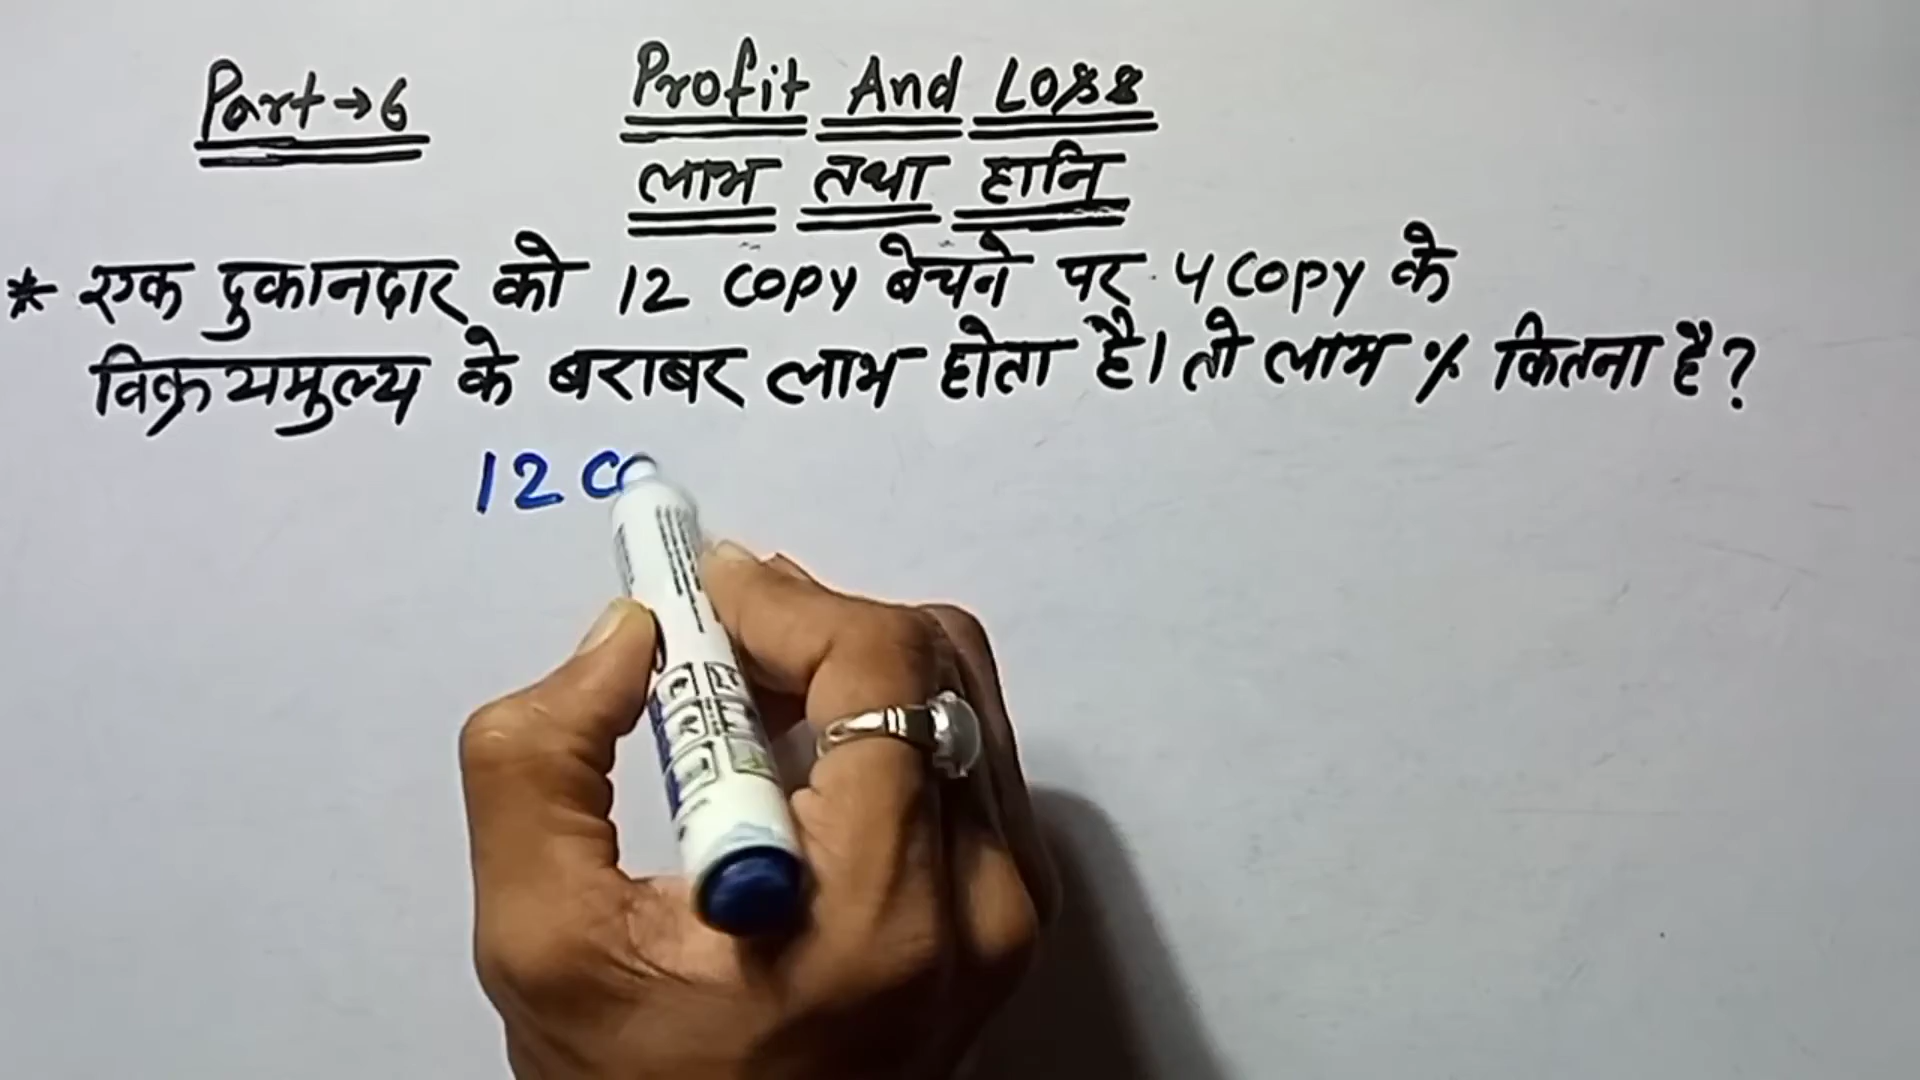 Part→6
Profit And Loss
लाभ तथा हानि
* एक दुकानदार को 12 copy बेचने पर 4 copy के
विक्रयमुल्य के बराबर लाभ होता है। तो लाभ % कितना है?
12 co